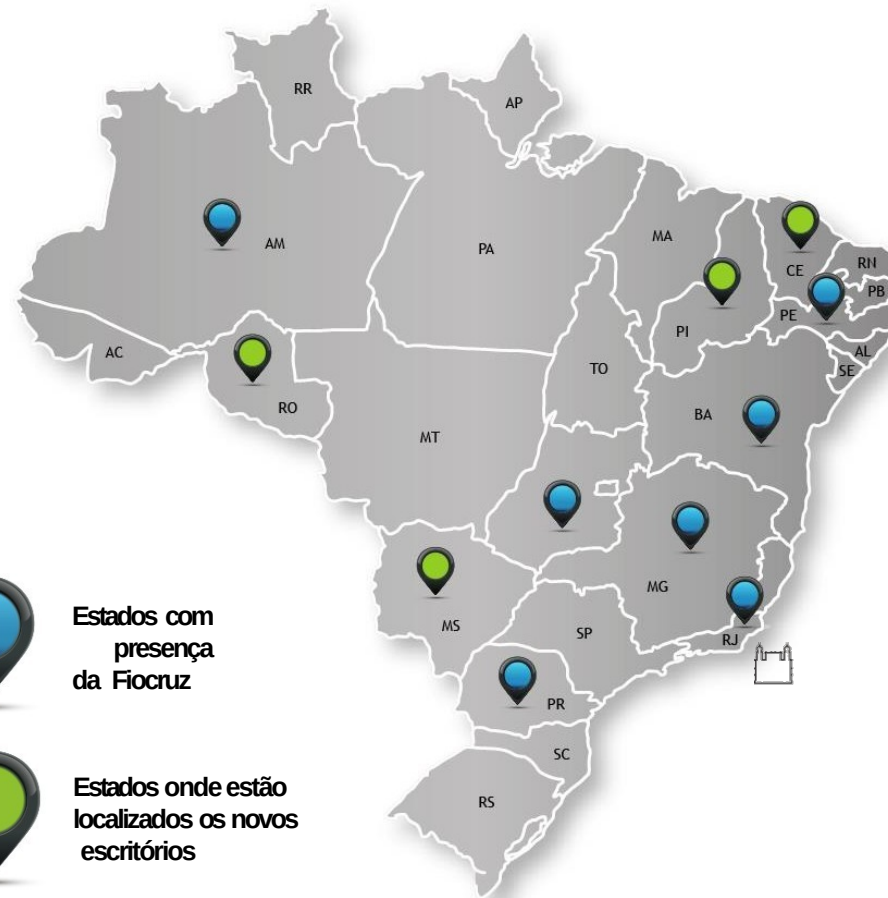 RR
AP
AM
PA
MA
CE
RN
PB
PE
PI
AL
SE
AC
TO
RO
BA
MT
MG
MS
SP
RJ
PR
SC
RS
Estados com
presença
da Fiocruz
Estados onde estão
localizados os novos
escritórios